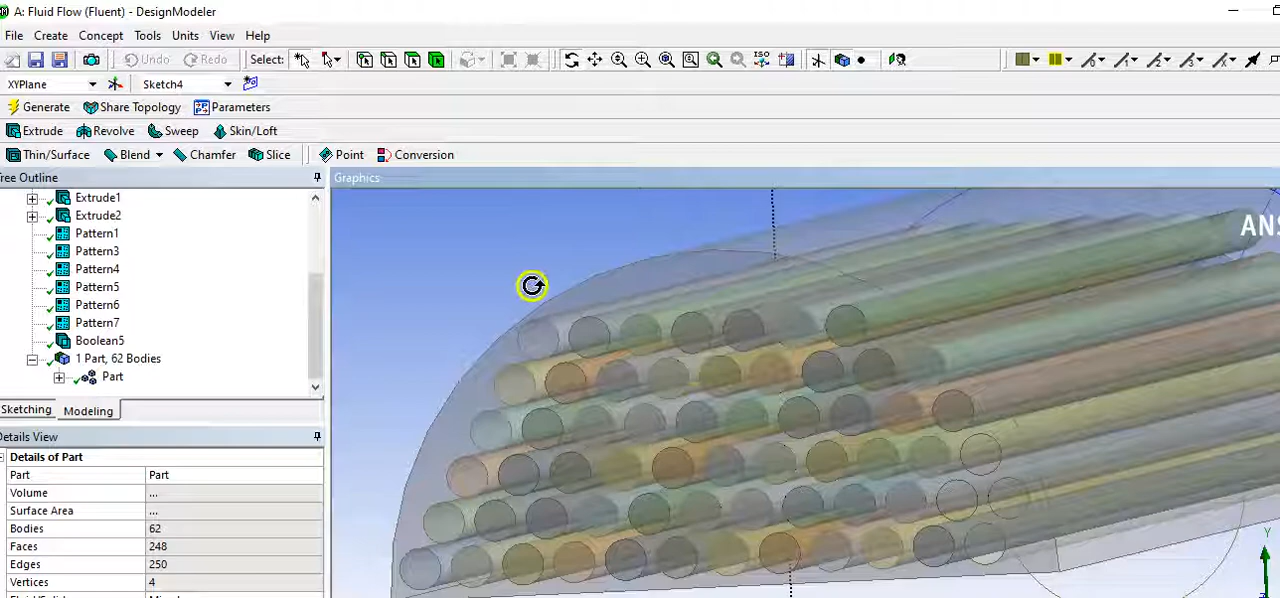 A: Fluid Flow (Fluent) - DesignModeler
File Create Concept Tools Units View Help
Undo Redo Select: ISO
XYPlane Sketch4
Generate Share Topology Parameters
Extrude Revolve Sweep Skin/Loft
Thin/Surface Blend Chamfer Slice Point Conversion
ree Outline
Graphics
Extrude1
Extrude2
Pattern1
Pattern3
Pattern4
Pattern5
Pattern6
Pattern7
Boolean5
1 Part, 62 Bodies
Part
Sketching Modeling
Details View
Details of Part
Part Part
Volume ...
Surface Area ...
Bodies 62
Faces 248
Edges 250
Vertices 4
ANS
Y